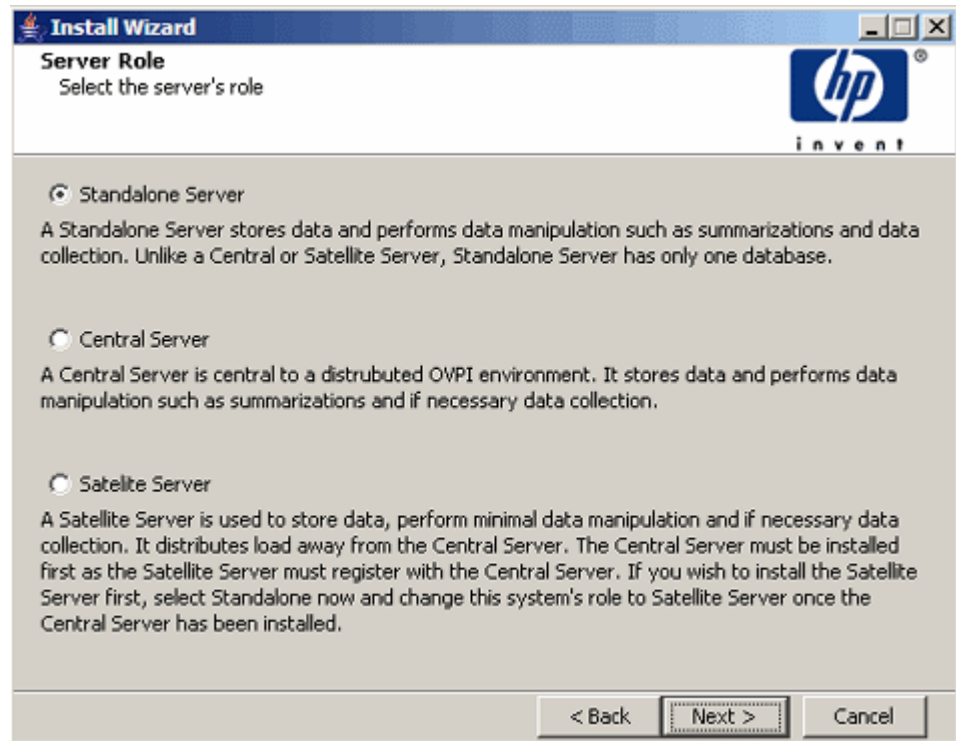 Install Wizard
Server Role
Select the server's role
hp
®
invent
Standalone Server
A Standalone Server stores data and performs data manipulation such as summarizations and data
collection. Unlike a Central or Satellite Server, Standalone Server has only one database.
Central Server
A Central Server is central to a distrubuted OVPI environment. It stores data and performs data
manipulation such as summarizations and if necessary data collection.
Satelite Server
A Satellite Server is used to store data, perform minimal data manipulation and if necessary data
collection. It distributes load away from the Central Server. The Central Server must be installed
first as the Satellite Server must register with the Central Server. If you wish to install the Satellite
Server first, select Standalone now and change this system's role to Satellite Server once the
Central Server has been installed.
< Back Next > Cancel